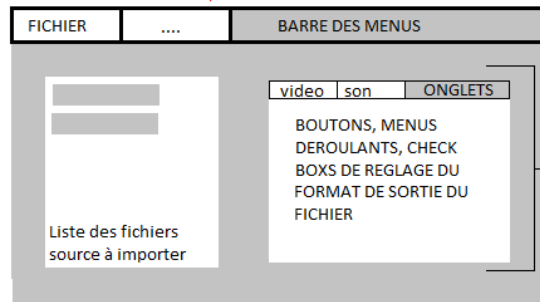 FICHIER
....
BARRE DES MENUS
video
son
ONGLETS
BOUTONS, MENUS
DEROULANTS, CHECK
BOXS DE REGLAGE DU
FORMAT DE SORTIE DU
FICHIER
Liste des fichiers
source à importer